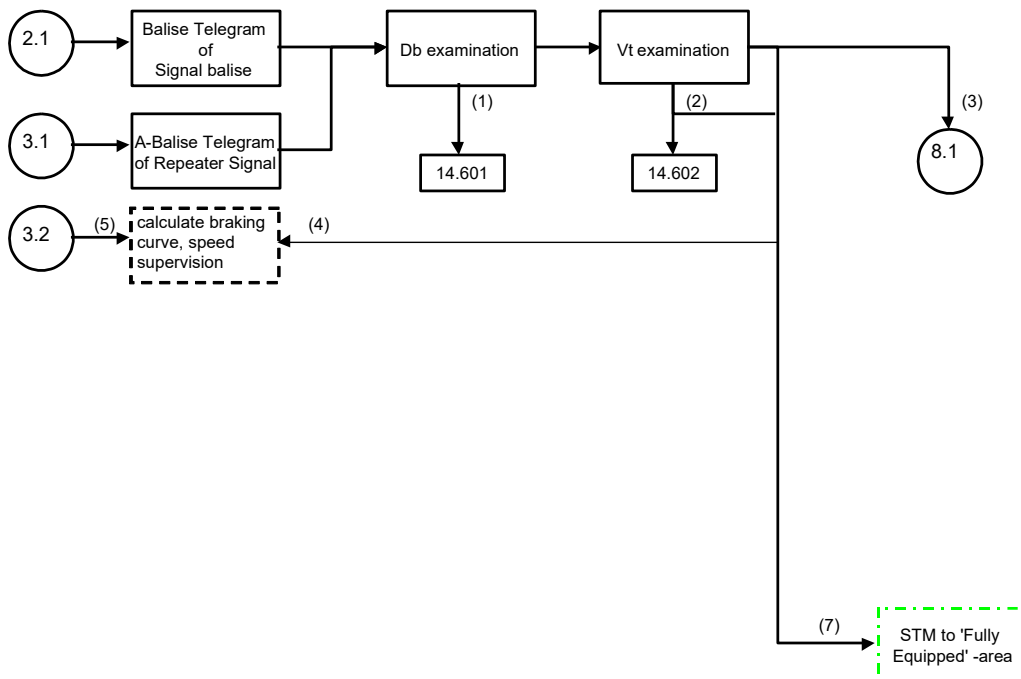 2.1
Balise Telegram
of
Signal balise
Db examination
Vt examination
(1)
(2)
(3)
3.1
A-Balise Telegram
of Repeater Signal
14.601
14.602
8.1
3.2
(5)
calculate braking
curve, speed
supervision
(4)
(7)
STM to 'Fully
Equipped' -area